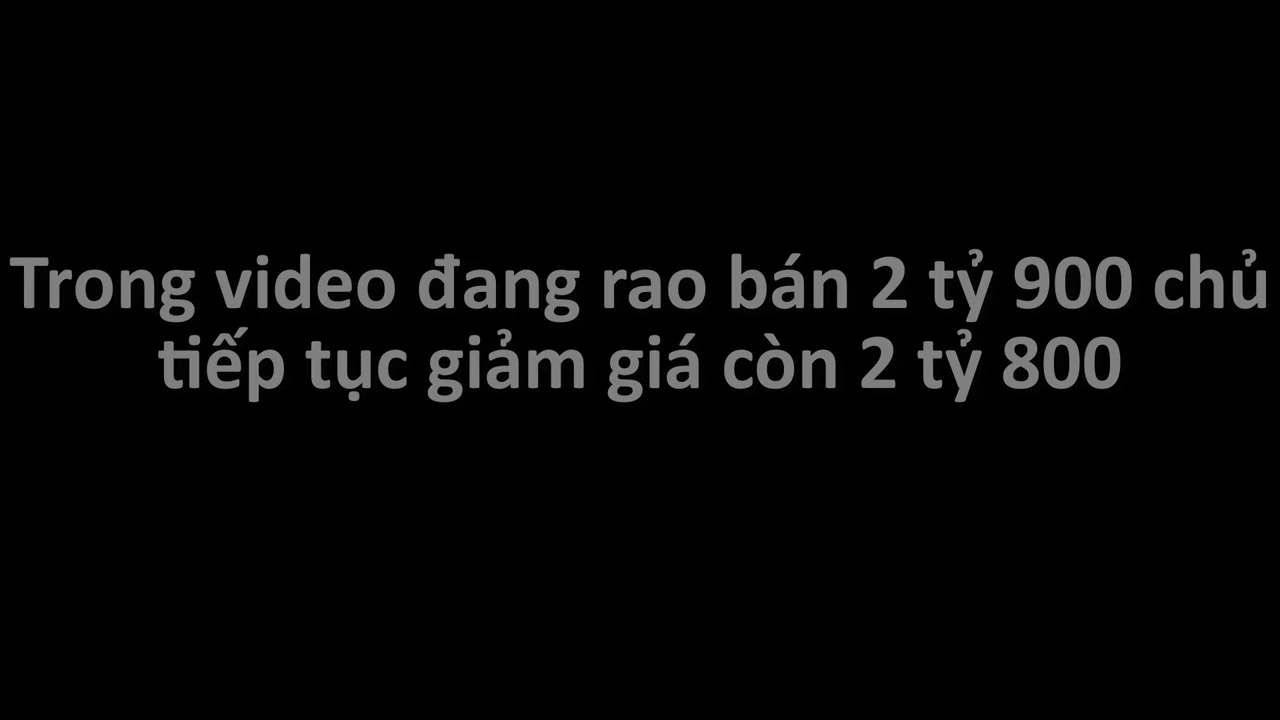 Trong video đang rao bán 2 tỷ 900 chủ
tiếp tục giảm giá còn 2 tỷ 800